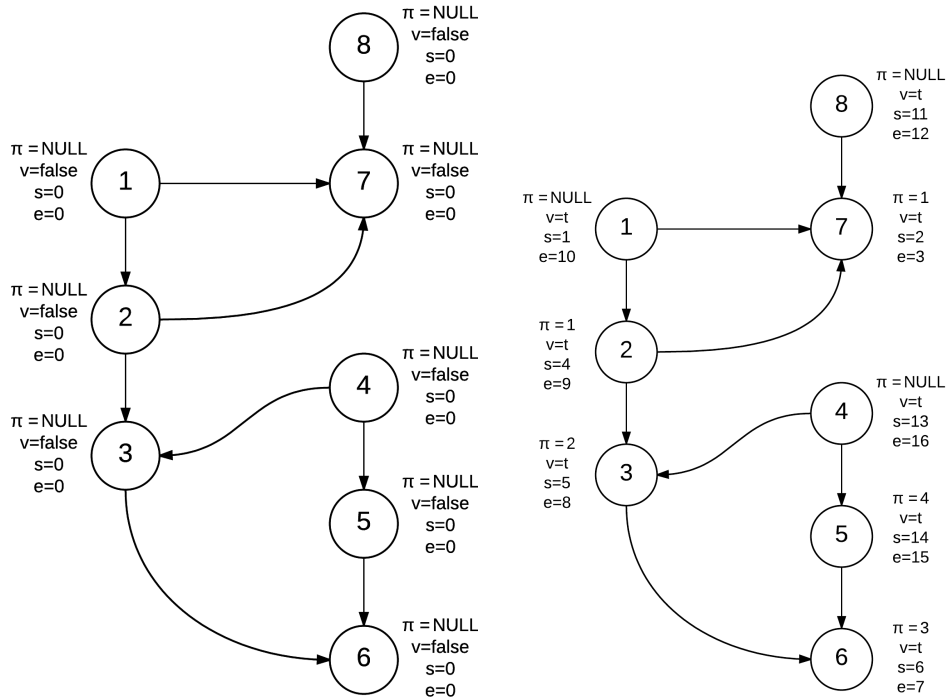 8
π = NULL
v=false
s=0
e=0
1
π = NULL
v=false
s=0
e=0
7
π = NULL
v=false
s=0
e=0
2
π = NULL
v=false
s=0
e=0
4
π = NULL
v=false
s=0
e=0
3
π = NULL
v=false
s=0
e=0
5
π = NULL
v=false
s=0
e=0
6
π = NULL
v=false
s=0
e=0
8
π = NULL
v=t
s=11
e=12
1
π = NULL
v=t
s=1
e=10
7
π = 1
v=t
s=2
e=3
2
π = 1
v=t
s=4
e=9
4
π = NULL
v=t
s=13
e=16
3
π = 2
v=t
s=5
e=8
5
π = 4
v=t
s=14
e=15
6
π = 3
v=t
s=6
e=7